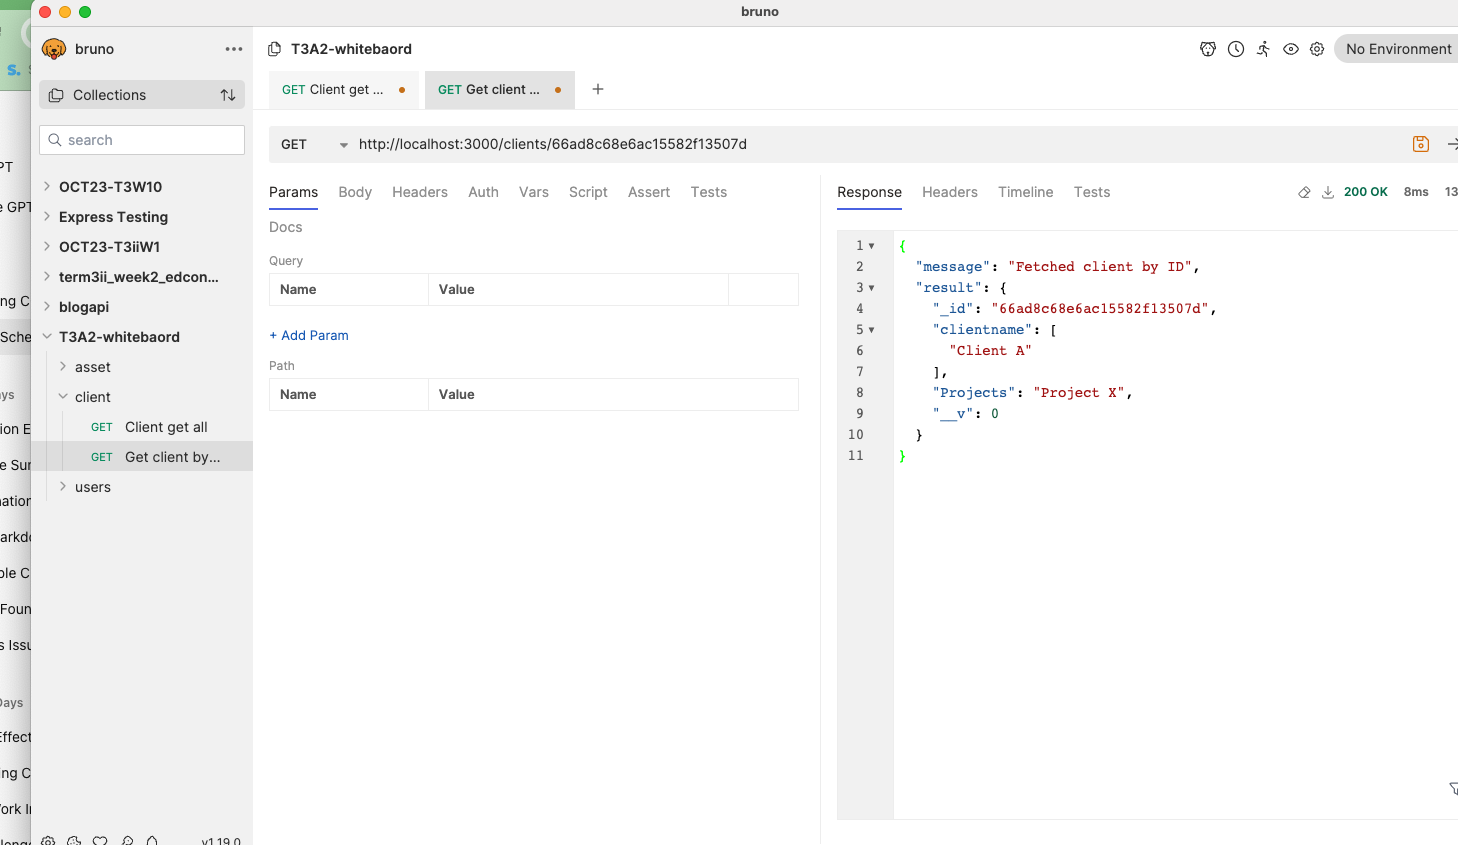 bruno
bruno
Collections
search
OCT23-T3W10
Express Testing
OCT23-T3iiW1
term3ii_week2_edcon...
blogapi
T3A2-whitebaord
asset
client
GET Client get all
GET Get client by...
users
v1.19.0
T3A2-whitebaord
No Environment
GET Client get ...
GET Get client ...
+
GET http://localhost:3000/clients/66ad8c68e6ac15582f13507d
Params Body Headers Auth Vars Script Assert Tests
Docs
Query
Name Value
+ Add Param
Path
Name Value
Response Headers Timeline Tests
200 OK 8ms 13
1 {
2 "message": "Fetched client by ID",
3 "result": {
4 "_id": "66ad8c68e6ac15582f13507d",
5 "clientname": [
6 "Client A"
7 ],
8 "Projects": "Project X",
9 "__v": 0
10 }
11 }
S.
PT
e GPT
ng C
Sche
ays
ion E
e Sur
nation
arkdo
ole C
Foun
s Issu
Days
Effect
ing C
ork I